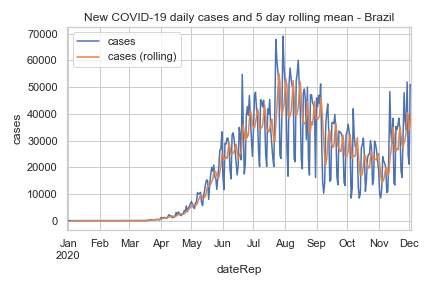 New COVID-19 daily cases and 5 day rolling mean - Brazil
70000
60000
50000
40000
30000
20000
10000
0
cases
cases
cases (rolling)
Jan Feb Mar Apr May Jun Jul Aug Sep Oct Nov Dec
2020
dateRep